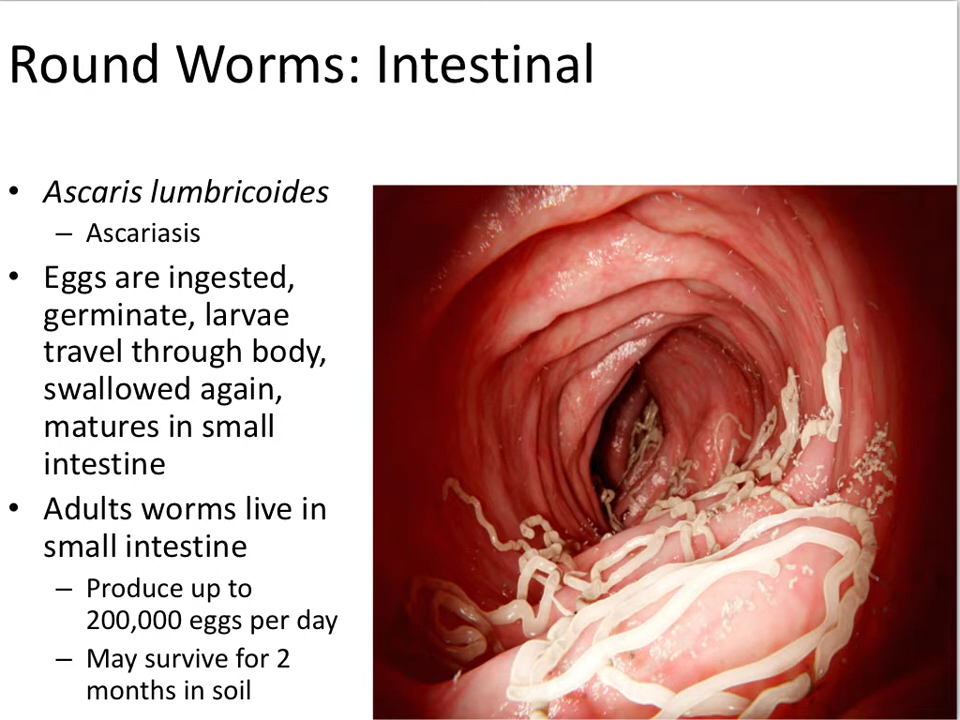 Round Worms: Intestinal
• Ascaris lumbricoides
– Ascariasis
• Eggs are ingested,
germinate, larvae
travel through body,
swallowed again,
matures in small
intestine
• Adults worms live in
small intestine
– Produce up to
200,000 eggs per day
– May survive for 2
months in soil